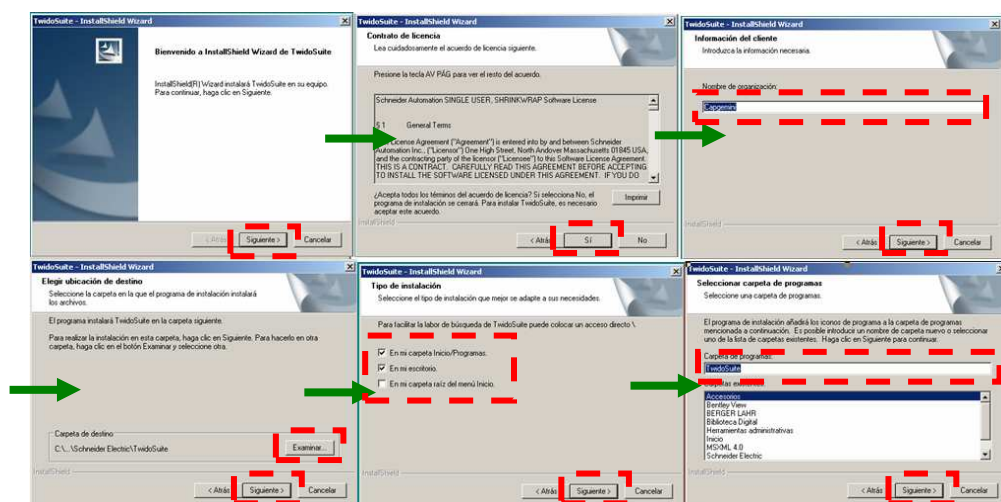 TwidoSuite - InstallShield Wizard
Bienvenido a InstallShield Wizard de TwidoSuite
InstallShield(R) Wizard instalará TwidoSuite en su equipo.
Para continuar, haga clic en Siguiente.
< Atrás
Siguiente >
Cancelar
TwidoSuite - InstallShield Wizard
Contrato de licencia
Lea cuidadosamente el acuerdo de licencia siguiente.
Presione la tecla AV PÁG para ver el resto del acuerdo.
Schneider Automation SINGLE USER, SHRINKWRAP Software License
§ 1 General Terms
License Agreement ("Agreement") is entered into by and between Schneider
Automation Inc., ("Licensor") One High Street, North Andover Massachusetts 01845 USA,
and the contracting party of the licensor ("Licensee") to this Software License Agreement.
THIS IS A CONTRACT. CAREFULLY READ THIS AGREEMENT BEFORE ACCEPTING
TO INSTALL THE SOFTWARE LICENSED UNDER THIS AGREEMENT. IF YOU DO
¿Acepta todos los términos del acuerdo de licencia? Si selecciona No, el
programa de instalación se cerrará. Para instalar TwidoSuite, es necesario
aceptar este acuerdo.
Imprimir
InstallShield
< Atrás
Sí
No
TwidoSuite - InstallShield Wizard
Información del cliente
Introduzca la información necesaria.
Nombre de organización:
Capgemini
InstallShield
< Atrás
Siguiente >
Cancelar
TwidoSuite - InstallShield Wizard
Elegir ubicación de destino
Seleccione la carpeta en la que el programa de instalación instalará
los archivos.
El programa instalará TwidoSuite en la carpeta siguiente.
Para realizar la instalación en esta carpeta, haga clic en Siguiente. Para hacerlo en otra
carpeta, haga clic en el botón Examinar y seleccione otra.
Carpeta de destino
C:\...\Schneider Electric\TwidoSuite
Examinar...
InstallShield
< Atrás
Siguiente >
Cancelar
TwidoSuite - InstallShield Wizard
Tipo de instalación
Seleccione el tipo de instalación que mejor se adapte a sus necesidades.
Para facilitar la labor de búsqueda de TwidoSuite puede colocar un acceso directo \.
En mi carpeta Inicio/Programas.
En mi escritorio.
En mi carpeta raíz del menú Inicio.
InstallShield
< Atrás
Siguiente >
Cancelar
TwidoSuite - InstallShield Wizard
Seleccionar carpeta de programas
Seleccione una carpeta de programas.
El programa de instalación añadirá los iconos de programa a la carpeta de programas
mencionada a continuación. Es posible introducir un nombre de carpeta nuevo o seleccionar
uno de la lista de carpetas existentes. Haga clic en Siguiente para continuar.
Carpeta de programas:
TwidoSuite
Carpetas existentes:
Accesorios
Bentley View
BERGER LAHR
Biblioteca Digital
Herramientas administrativas
Inicio
MSXML 4.0
Schneider Electric
InstallShield
< Atrás
Siguiente >
Cancelar